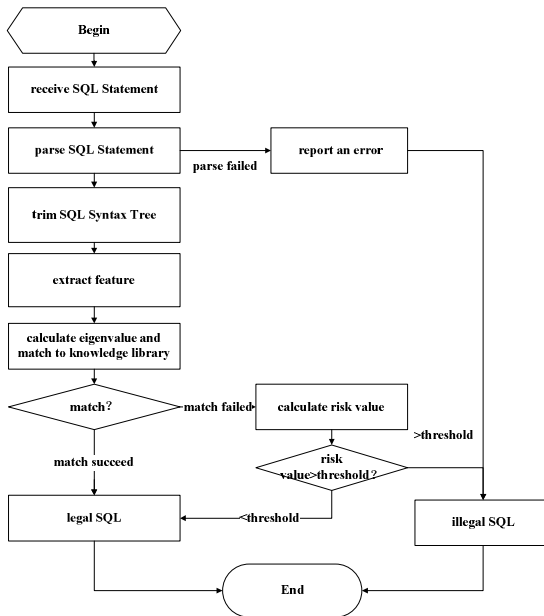 Begin
receive SQL Statement
parse SQL Statement
report an error
parse failed
trim SQL Syntax Tree
extract feature
calculate eigenvalue and
match to knowledge library
match?
match failed
calculate risk value
>threshold
match succeed
risk
value>threshold?
legal SQL
<threshold
illegal SQL
End